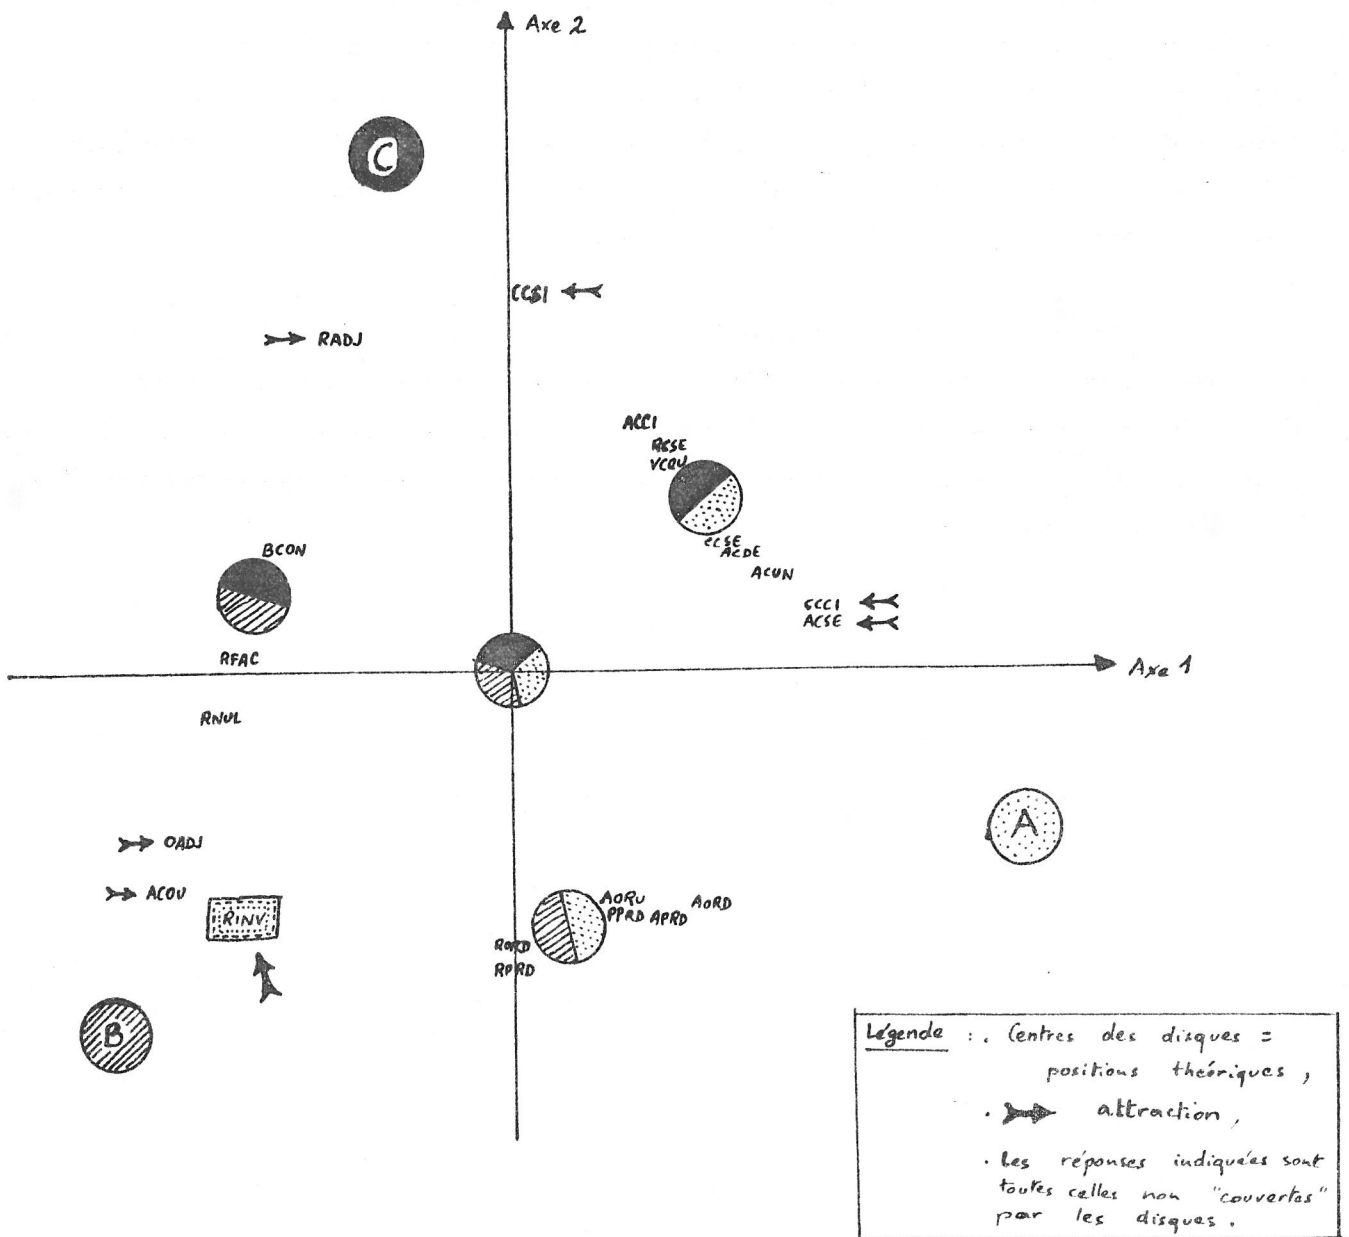 Axe 2
C
CCSI
RADJ
ACCI
RSSE
VCQU
CCSE
ACDE
ACUN
BCON
GCCI
ACSE
RFAC
Axe 1
RNUL
A
OADJ
ACOU
RINV
AORU
AORD
PPRD APRD
RORD
RPRD
B
Légende : . Centres des disques =
positions théoriques ,
. attraction ,
. Les réponses indiquées sont
toutes celles non "couvertes"
par les disques .